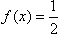 f(x) = 1/2